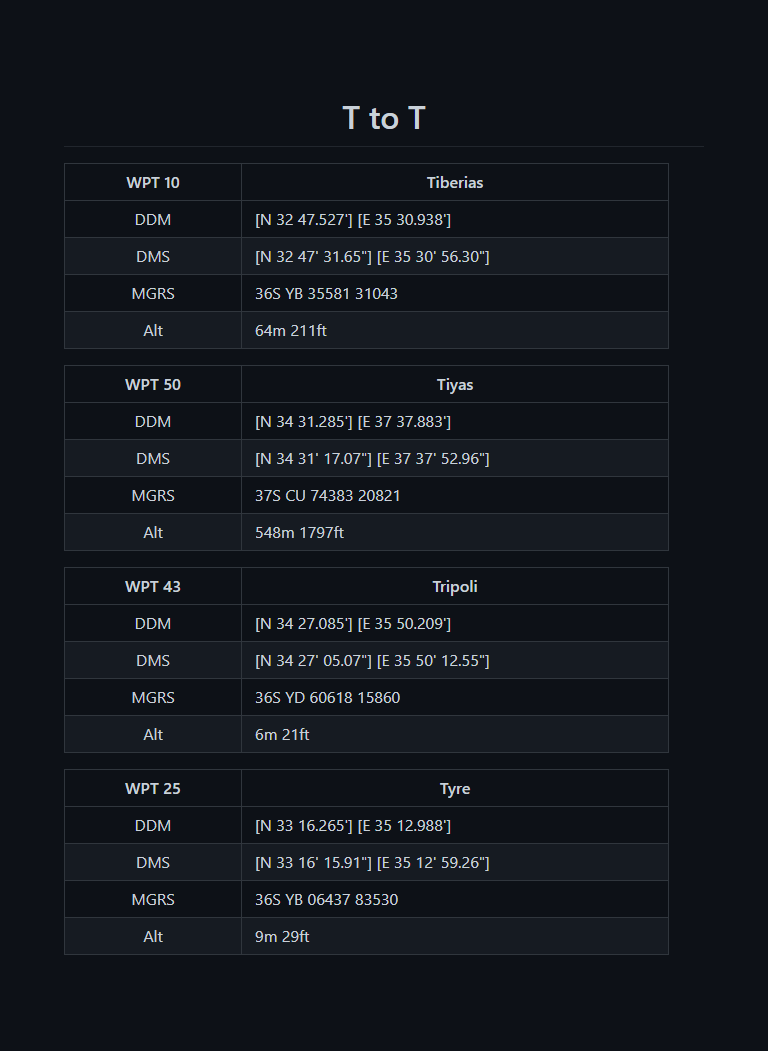 T to T
WPT 10 Tiberias
DDM [N 32 47.527'] [E 35 30.938']
DMS [N 32 47' 31.65"] [E 35 30' 56.30"]
MGRS 36S YB 35581 31043
Alt 64m 211ft
WPT 50 Tiyas
DDM [N 34 31.285'] [E 37 37.883']
DMS [N 34 31' 17.07"] [E 37 37' 52.96"]
MGRS 37S CU 74383 20821
Alt 548m 1797ft
WPT 43 Tripoli
DDM [N 34 27.085'] [E 35 50.209']
DMS [N 34 27' 05.07"] [E 35 50' 12.55"]
MGRS 36S YD 60618 15860
Alt 6m 21ft
WPT 25 Tyre
DDM [N 33 16.265'] [E 35 12.988']
DMS [N 33 16' 15.91"] [E 35 12' 59.26"]
MGRS 36S YB 06437 83530
Alt 9m 29ft